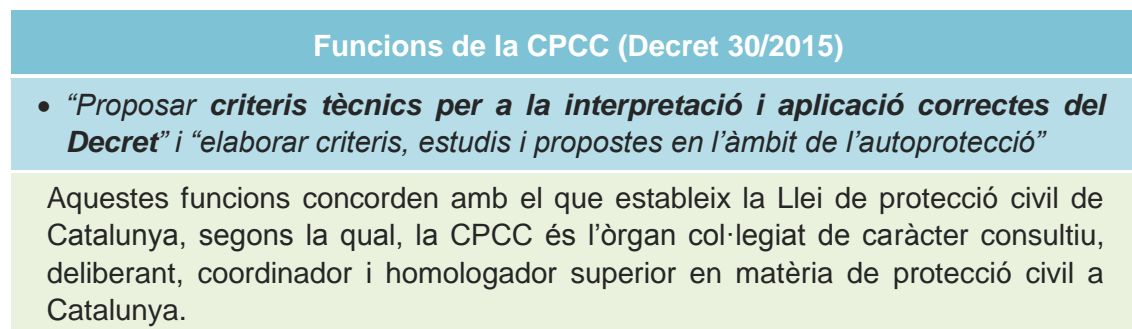 Funcions de la CPCC (Decret 30/2015)
• “Proposar criteris tècnics per a la interpretació i aplicació correctes del
Decret” i “elaborar criteris, estudis i propostes en l’àmbit de l’autoprotecció”
Aquestes funcions concorden amb el que estableix la Llei de protecció civil de
Catalunya, segons la qual, la CPCC és l’òrgan col·legiat de caràcter consultiu,
deliberant, coordinador i homologador superior en matèria de protecció civil a
Catalunya.